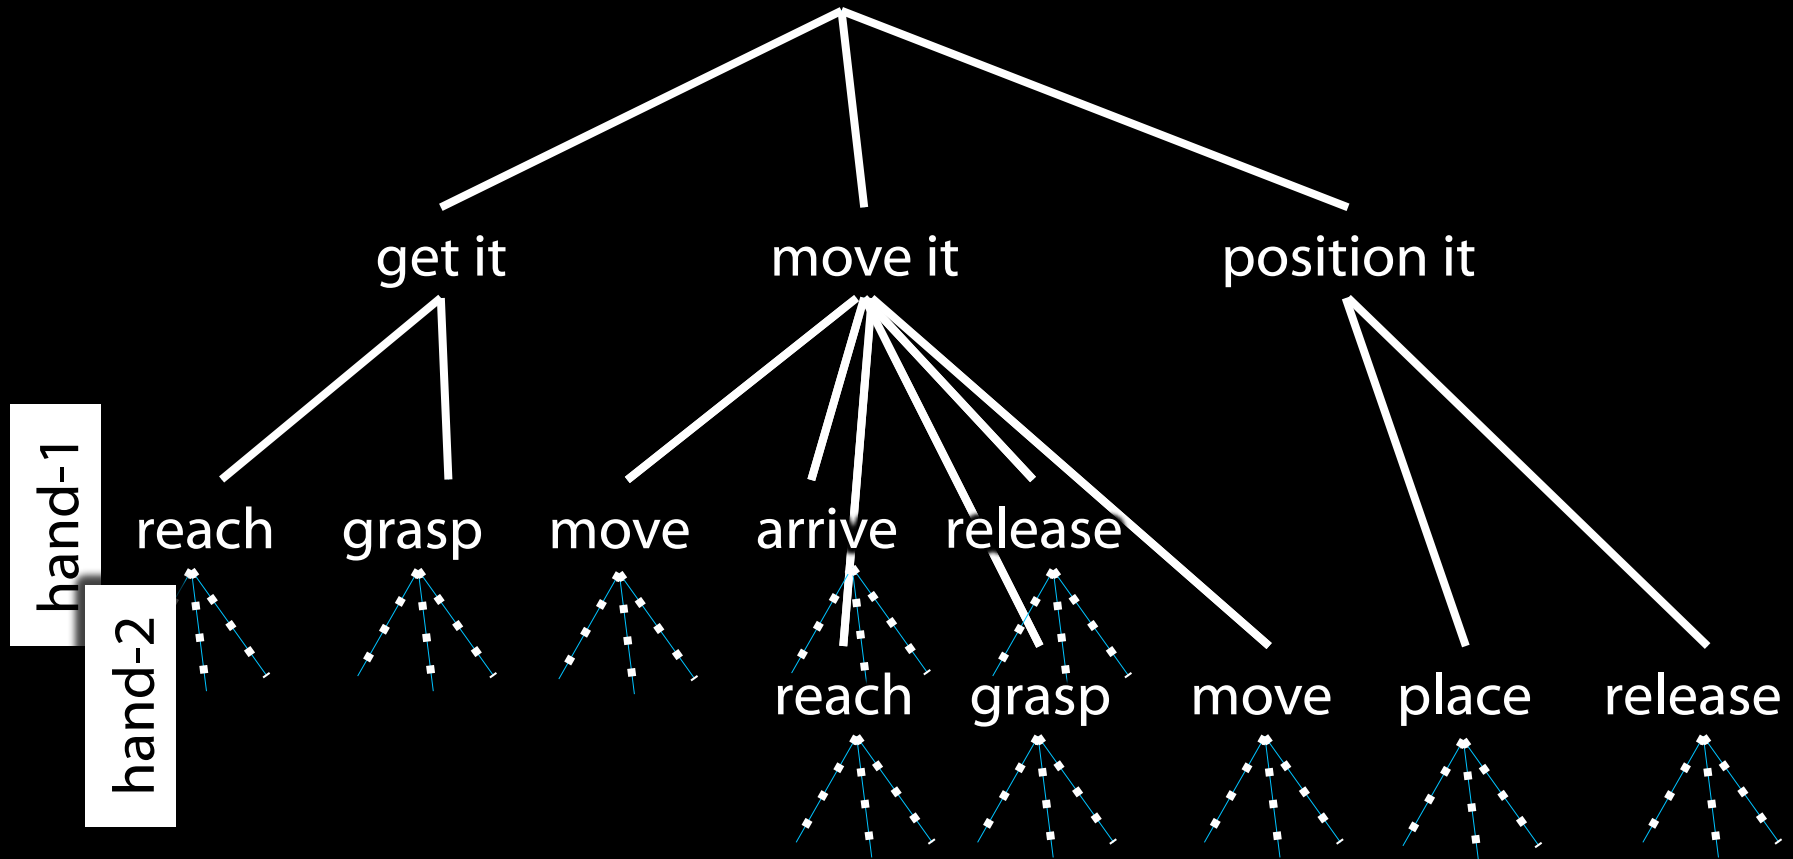 get it move it position it
hand-1
reach grasp move arrive release
hand-2
reach grasp move place release